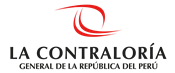 LA CONTRALORÍA
GENERAL DE LA REPÚBLICA DEL PERÚ